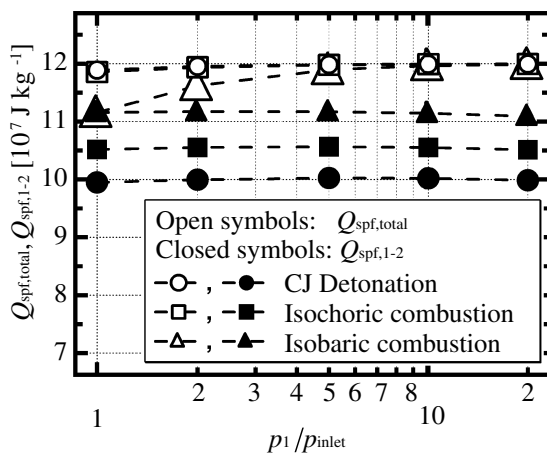 Q_spf,total, Q_spf,1-2 [10^7 J kg^-1]
12
11
10
9
8
7
Open symbols: Q_spf,total
Closed symbols: Q_spf,1-2
, CJ Detonation
, Isochoric combustion
, Isobaric combustion
1 2 3 4 5 6 7 8 10 2
p_1/p_inlet